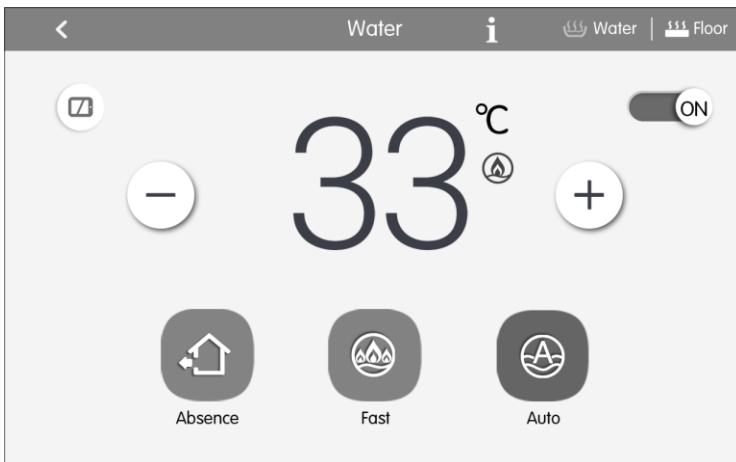 Water
i
Water | Floor
ON
33 °C
Absence
Fast
A
Auto